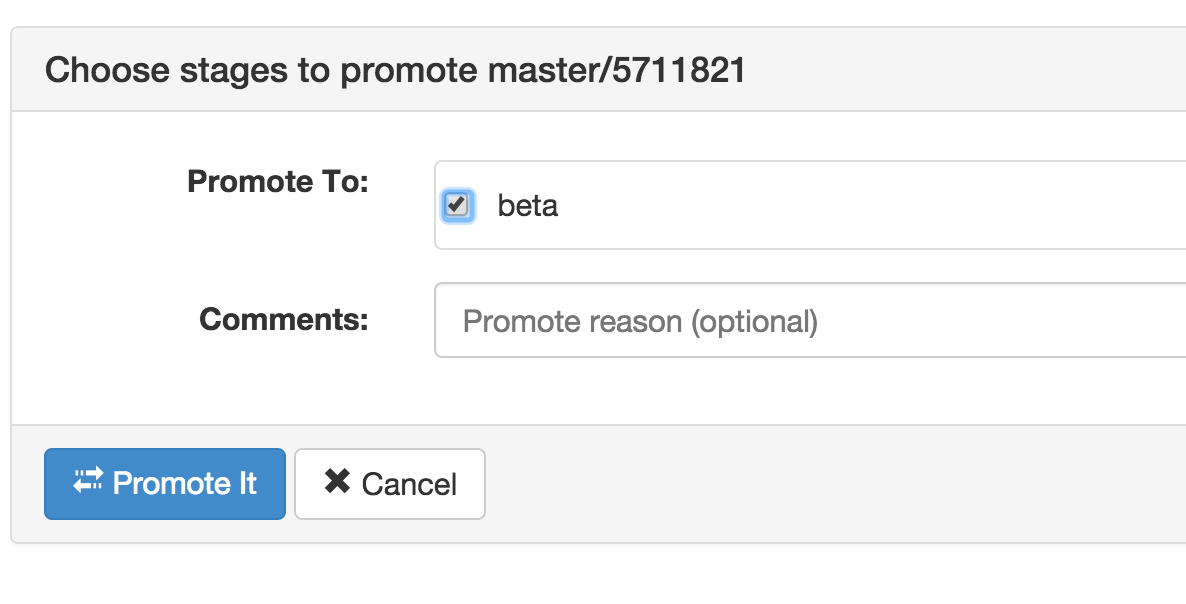 Choose stages to promote master/5711821
Promote To:
beta
Comments:
Promote reason (optional)
Promote It
Cancel